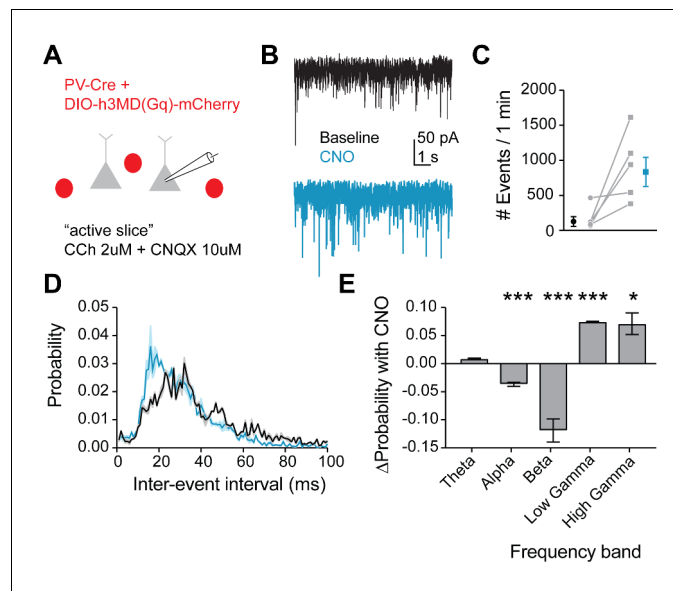 A
PV-Cre +
DIO-h3MD(Gq)-mCherry
"active slice"
CCh 2uM + CNQX 10uM
B
Baseline
CNO
50 pA
1 s
C
# Events / 1 min
2000
1500
1000
500
0
D
Probability
0.05
0.04
0.03
0.02
0.01
0.00
0 20 40 60 80 100
Inter-event interval (ms)
E
ΔProbability with CNO
0.10
0.05
0.00
-0.05
-0.10
-0.15
*** *** *** *
Theta
Alpha
Beta
Low Gamma
High Gamma
Frequency band